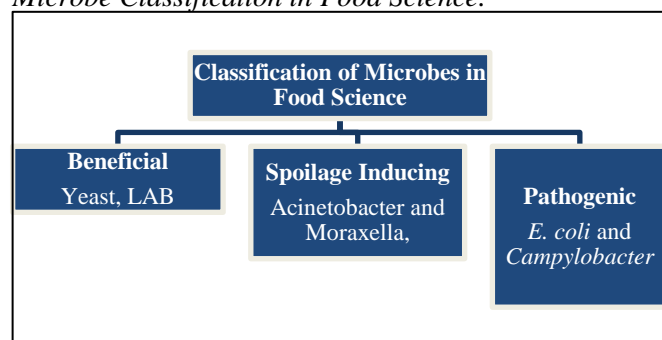 Microbe Classification in Food Science.
Classification of Microbes in
Food Science
Beneficial
Yeast, LAB
Spoilage Inducing
Acinetobacter and
Moraxella,
Pathogenic
E. coli and
Campylobacter